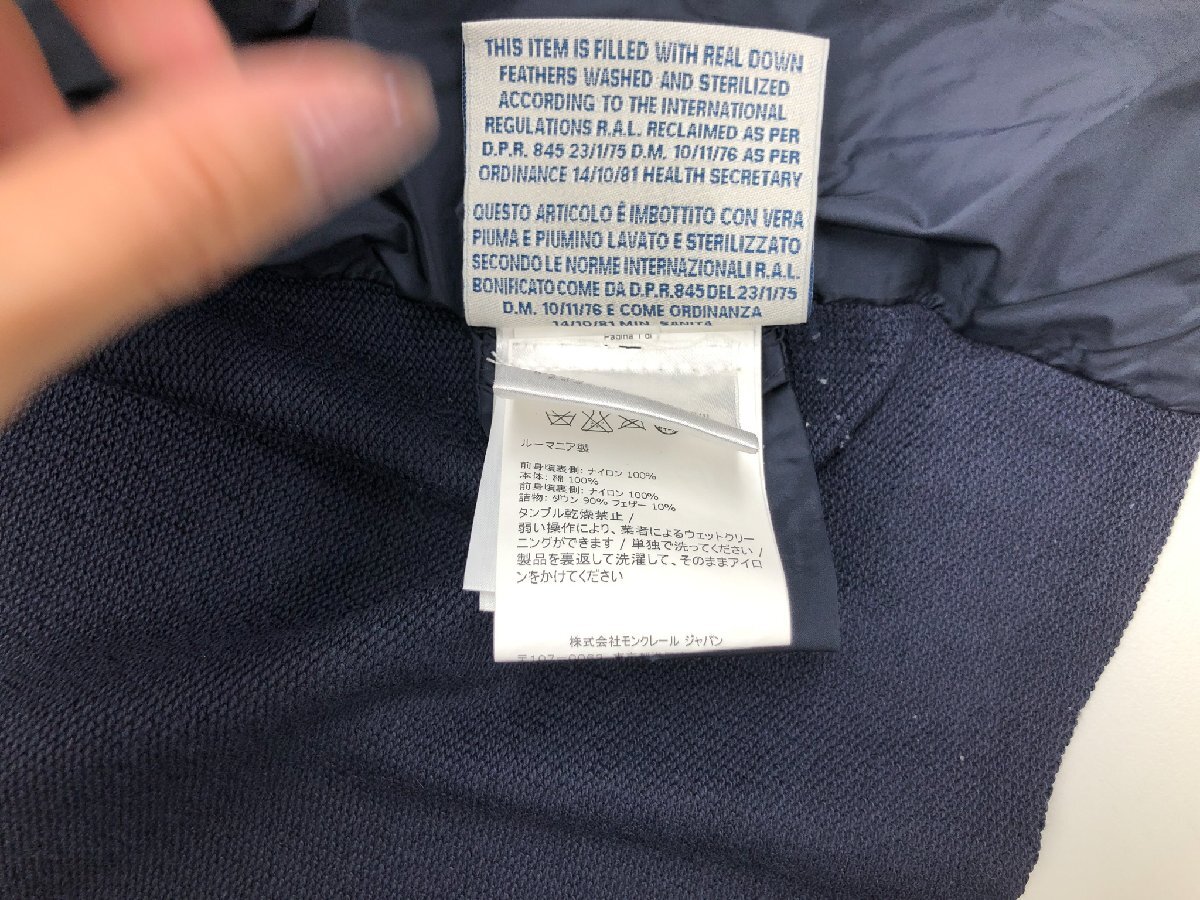 THIS ITEM IS FILLED WITH REAL DOWN
FEATHERS WASHED AND STERILIZED
ACCORDING TO THE INTERNATIONAL
REGULATIONS R.A.L. RECLAIMED AS PER
D.P.R. 845 23/1/75 D.M. 10/11/76 AS PER
ORDINANCE 14/10/81 HEALTH SECRETARY
QUESTO ARTICOLO É IMBOTTITO CON VERA
PIUMA E PIUMINO LAVATO E STERILIZZATO
SECONDO LE NORME INTERNAZIONALI R.A.L.
BONIFICATO COME DA D.P.R. 845 DEL 23/1/75
D.M. 10/11/76 E COME ORDINANZA
14/10/81 MIN. SANITA
Pagina 1 di
ルーマニア製
前身頃裏側: ナイロン 100%
本体: 綿 100%
前身頃裏側: ナイロン 100%
詰物: ダウン 90% フェザー 10%
タンブル乾燥禁止 /
弱い操作により、業者によるウェットクリー
ニングができます / 単独で洗ってください /
製品を裏返して洗濯して、そのままアイロ
ンをかけてください
株式会社モンクレール ジャパン